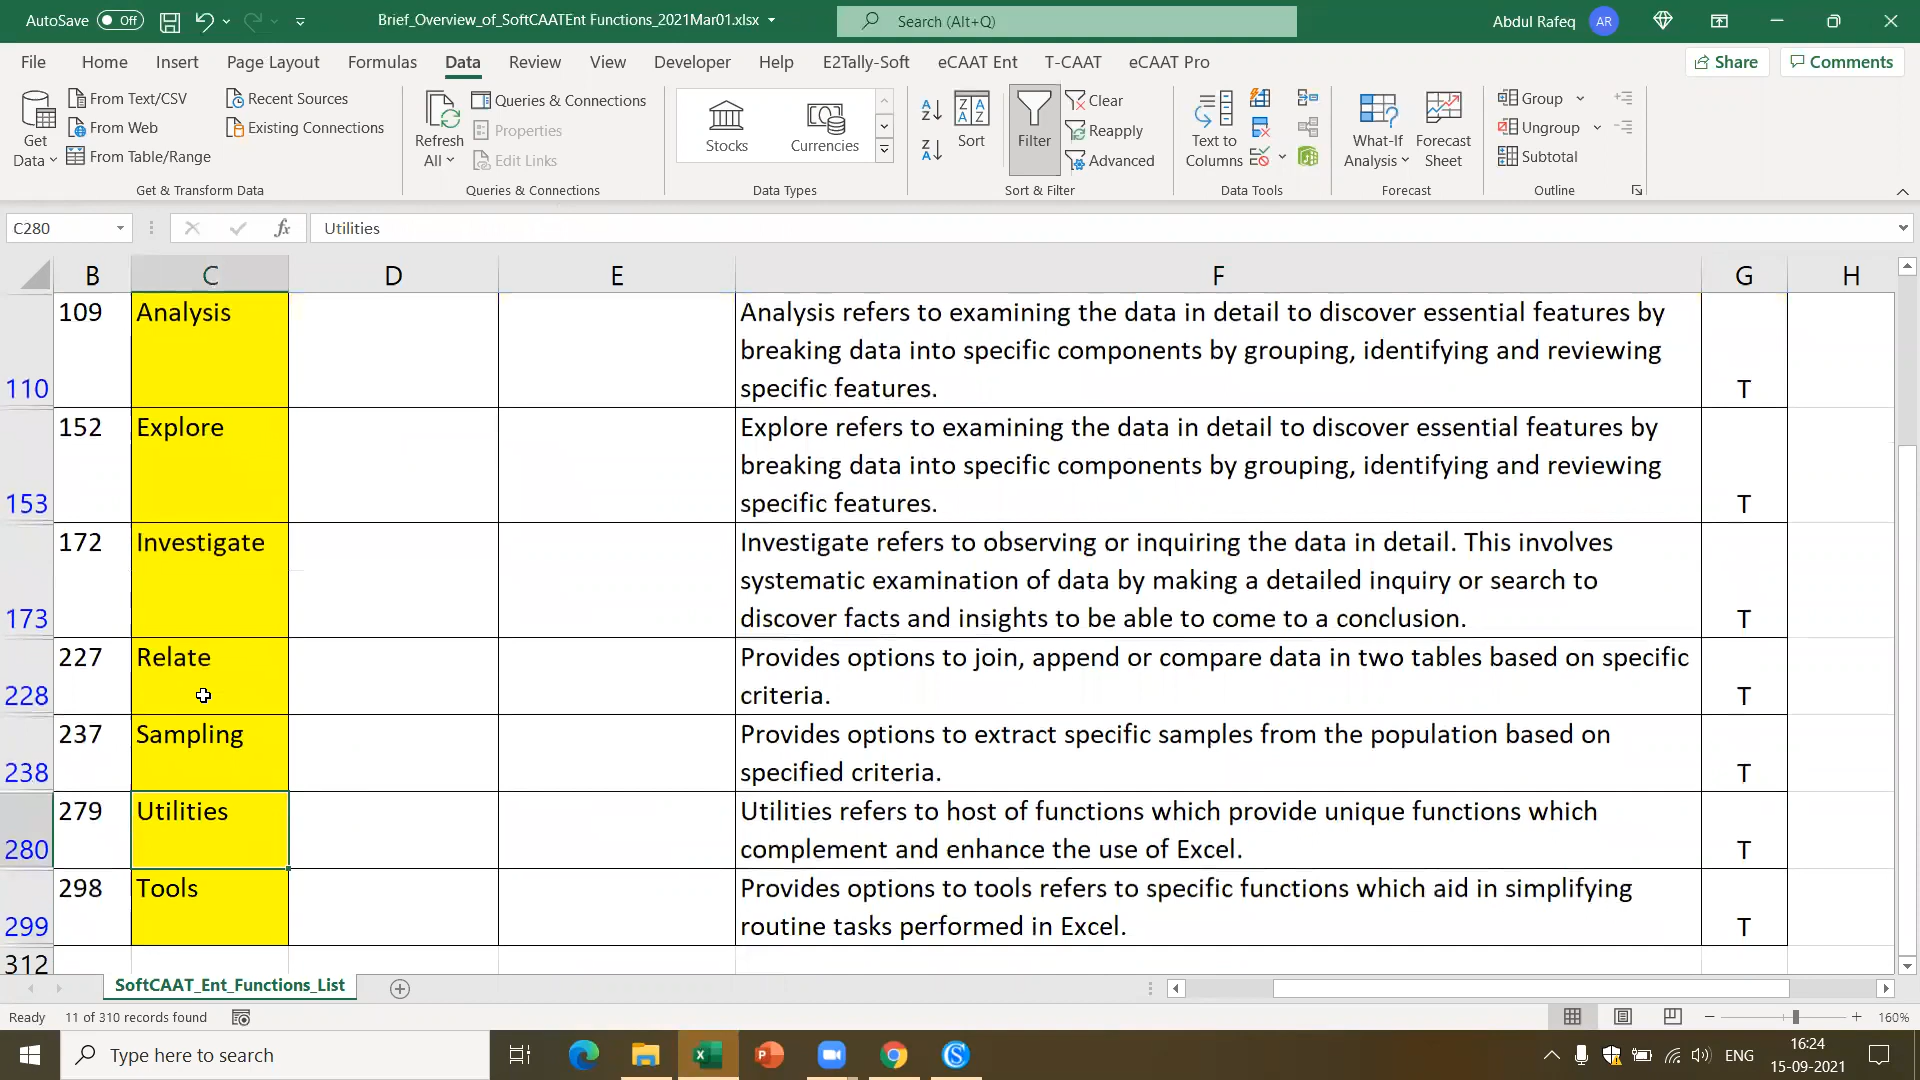 AutoSave Off Brief_Overview_of_SoftCAATEnt Functions_2021Mar01.xlsx Search (Alt+Q) Abdul Rafeq AR
File Home Insert Page Layout Formulas Data Review View Developer Help E2Tally-Soft eCAAT Ent T-CAAT eCAAT Pro Share Comments
Get Data
From Text/CSV
From Web
From Table/Range
Recent Sources
Existing Connections
Get & Transform Data
Refresh All
Queries & Connections
Properties
Edit Links
Queries & Connections
Stocks
Currencies
Data Types
Sort
Filter
Clear
Reapply
Advanced
Sort & Filter
Text to Columns
Data Tools
What-If Analysis
Forecast Sheet
Forecast
Group
Ungroup
Subtotal
Outline
C280 fx Utilities
B C D E F G H
109 Analysis Analysis refers to examining the data in detail to discover essential features by
breaking data into specific components by grouping, identifying and reviewing
110 specific features. T
152 Explore Explore refers to examining the data in detail to discover essential features by
breaking data into specific components by grouping, identifying and reviewing
153 specific features. T
172 Investigate Investigate refers to observing or inquiring the data in detail. This involves
systematic examination of data by making a detailed inquiry or search to
173 discover facts and insights to be able to come to a conclusion. T
227 Relate Provides options to join, append or compare data in two tables based on specific
228 criteria. T
237 Sampling Provides options to extract specific samples from the population based on
238 specified criteria. T
279 Utilities Utilities refers to host of functions which provide unique functions which
280 complement and enhance the use of Excel. T
298 Tools Provides options to tools refers to specific functions which aid in simplifying
299 routine tasks performed in Excel. T
312
SoftCAAT_Ent_Functions_List
Ready 11 of 310 records found 160%
Type here to search ENG 16:24
15-09-2021